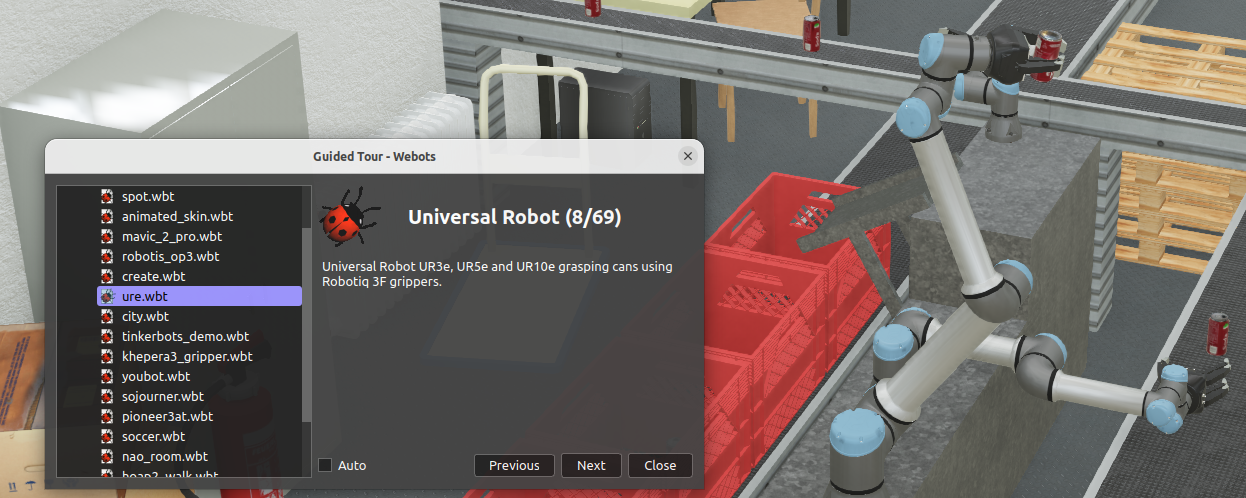 Guided Tour - Webots
spot.wbt
animated_skin.wbt
mavic_2_pro.wbt
robotis_op3.wbt
create.wbt
ure.wbt
city.wbt
tinkerbots_demo.wbt
khepera3_gripper.wbt
youbot.wbt
sojourner.wbt
pioneer3at.wbt
soccer.wbt
nao_room.wbt
hoap2_walk.wbt
Universal Robot (8/69)
Universal Robot UR3e, UR5e and UR10e grasping cans using
Robotiq 3F grippers.
Auto
Previous
Next
Close